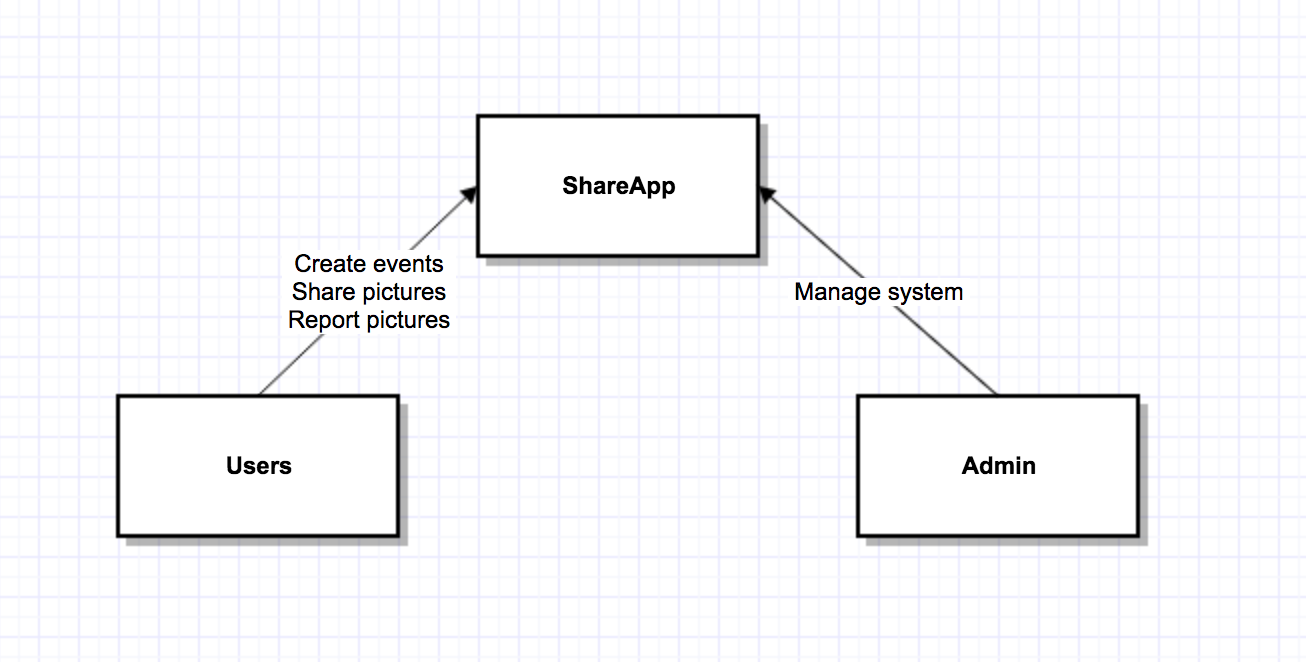 ShareApp
Create events
Share pictures
Report pictures
Manage system
Users
Admin